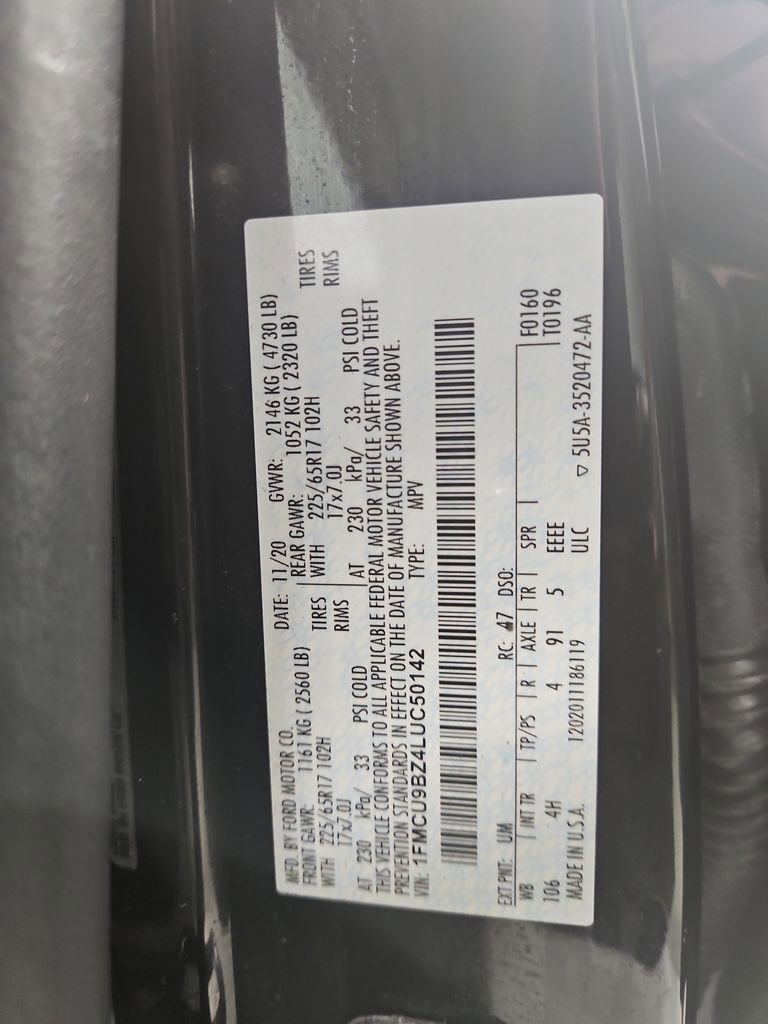 MFD. BY FORD MOTOR CO.
DATE: 11/20 GVWR: 2146 KG ( 4730 LB)
FRONT GAWR: 1161 KG ( 2560 LB) REAR GAWR: 1052 KG ( 2320 LB)
WITH 225/65R17 102H TIRES WITH 225/65R17 102H TIRES
17x7.0J RIMS 17x7.0J RIMS
AT 230 kPa/ 33 PSI COLD AT 230 kPa/ 33 PSI COLD
THIS VEHICLE CONFORMS TO ALL APPLICABLE FEDERAL MOTOR VEHICLE SAFETY AND THEFT
PREVENTION STANDARDS IN EFFECT ON THE DATE OF MANUFACTURE SHOWN ABOVE.
VIN: 1FMCU9BZ4LUC50142 TYPE: MPV
EXT PNT: UM RC: 47 DSO:
WB INT TR TP/PS R AXLE TR SPR F0160
106 4H 4 91 5 EEEE T0196
MADE IN U.S.A. 12020111186119 ULC
▽ 5U5A-3520472-AA